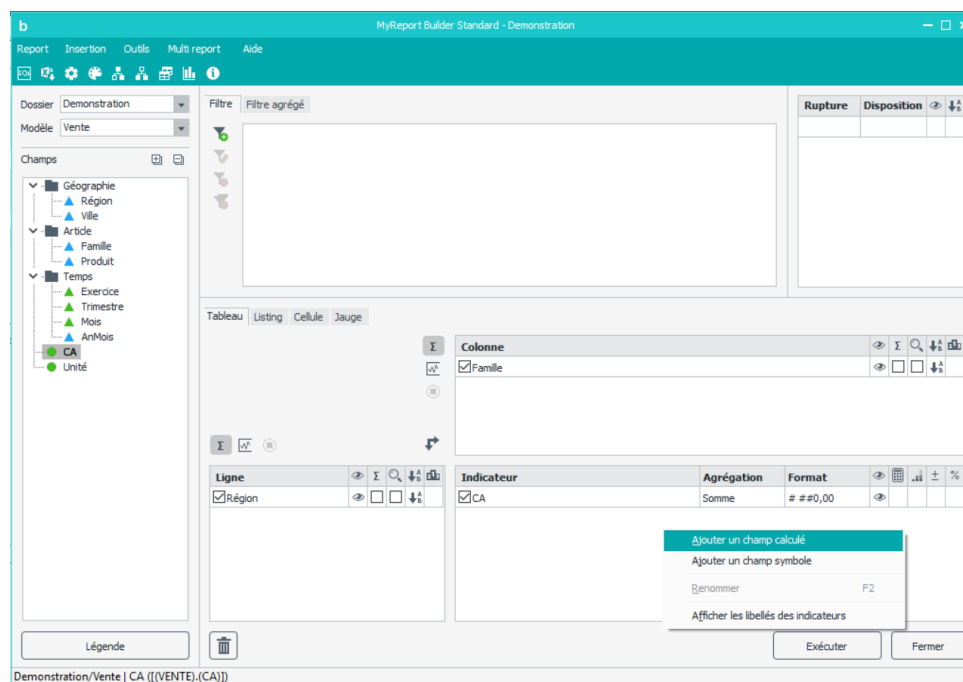 MyReport Builder Standard - Demonstration
Report Insertion Outils Multi report Aide
Dossier Demonstration
Modèle Vente
Champs
Géographie
Région
Ville
Article
Famille
Produit
Temps
Exercice
Trimestre
Mois
AnMois
CA
Unité
Légende
Filtre Filtre agrégé
Rupture Disposition
Tableau Listing Cellule Jauge
Colonne Σ
Famille
Ligne Σ
Région
Indicateur Agrégation Format ± %
CA Somme # ##0,00
Ajouter un champ calculé
Ajouter un champ symbole
Renommer F2
Afficher les libellés des indicateurs
Exécuter Fermer
Demonstration/Vente | CA ([(VENTE).(CA)])